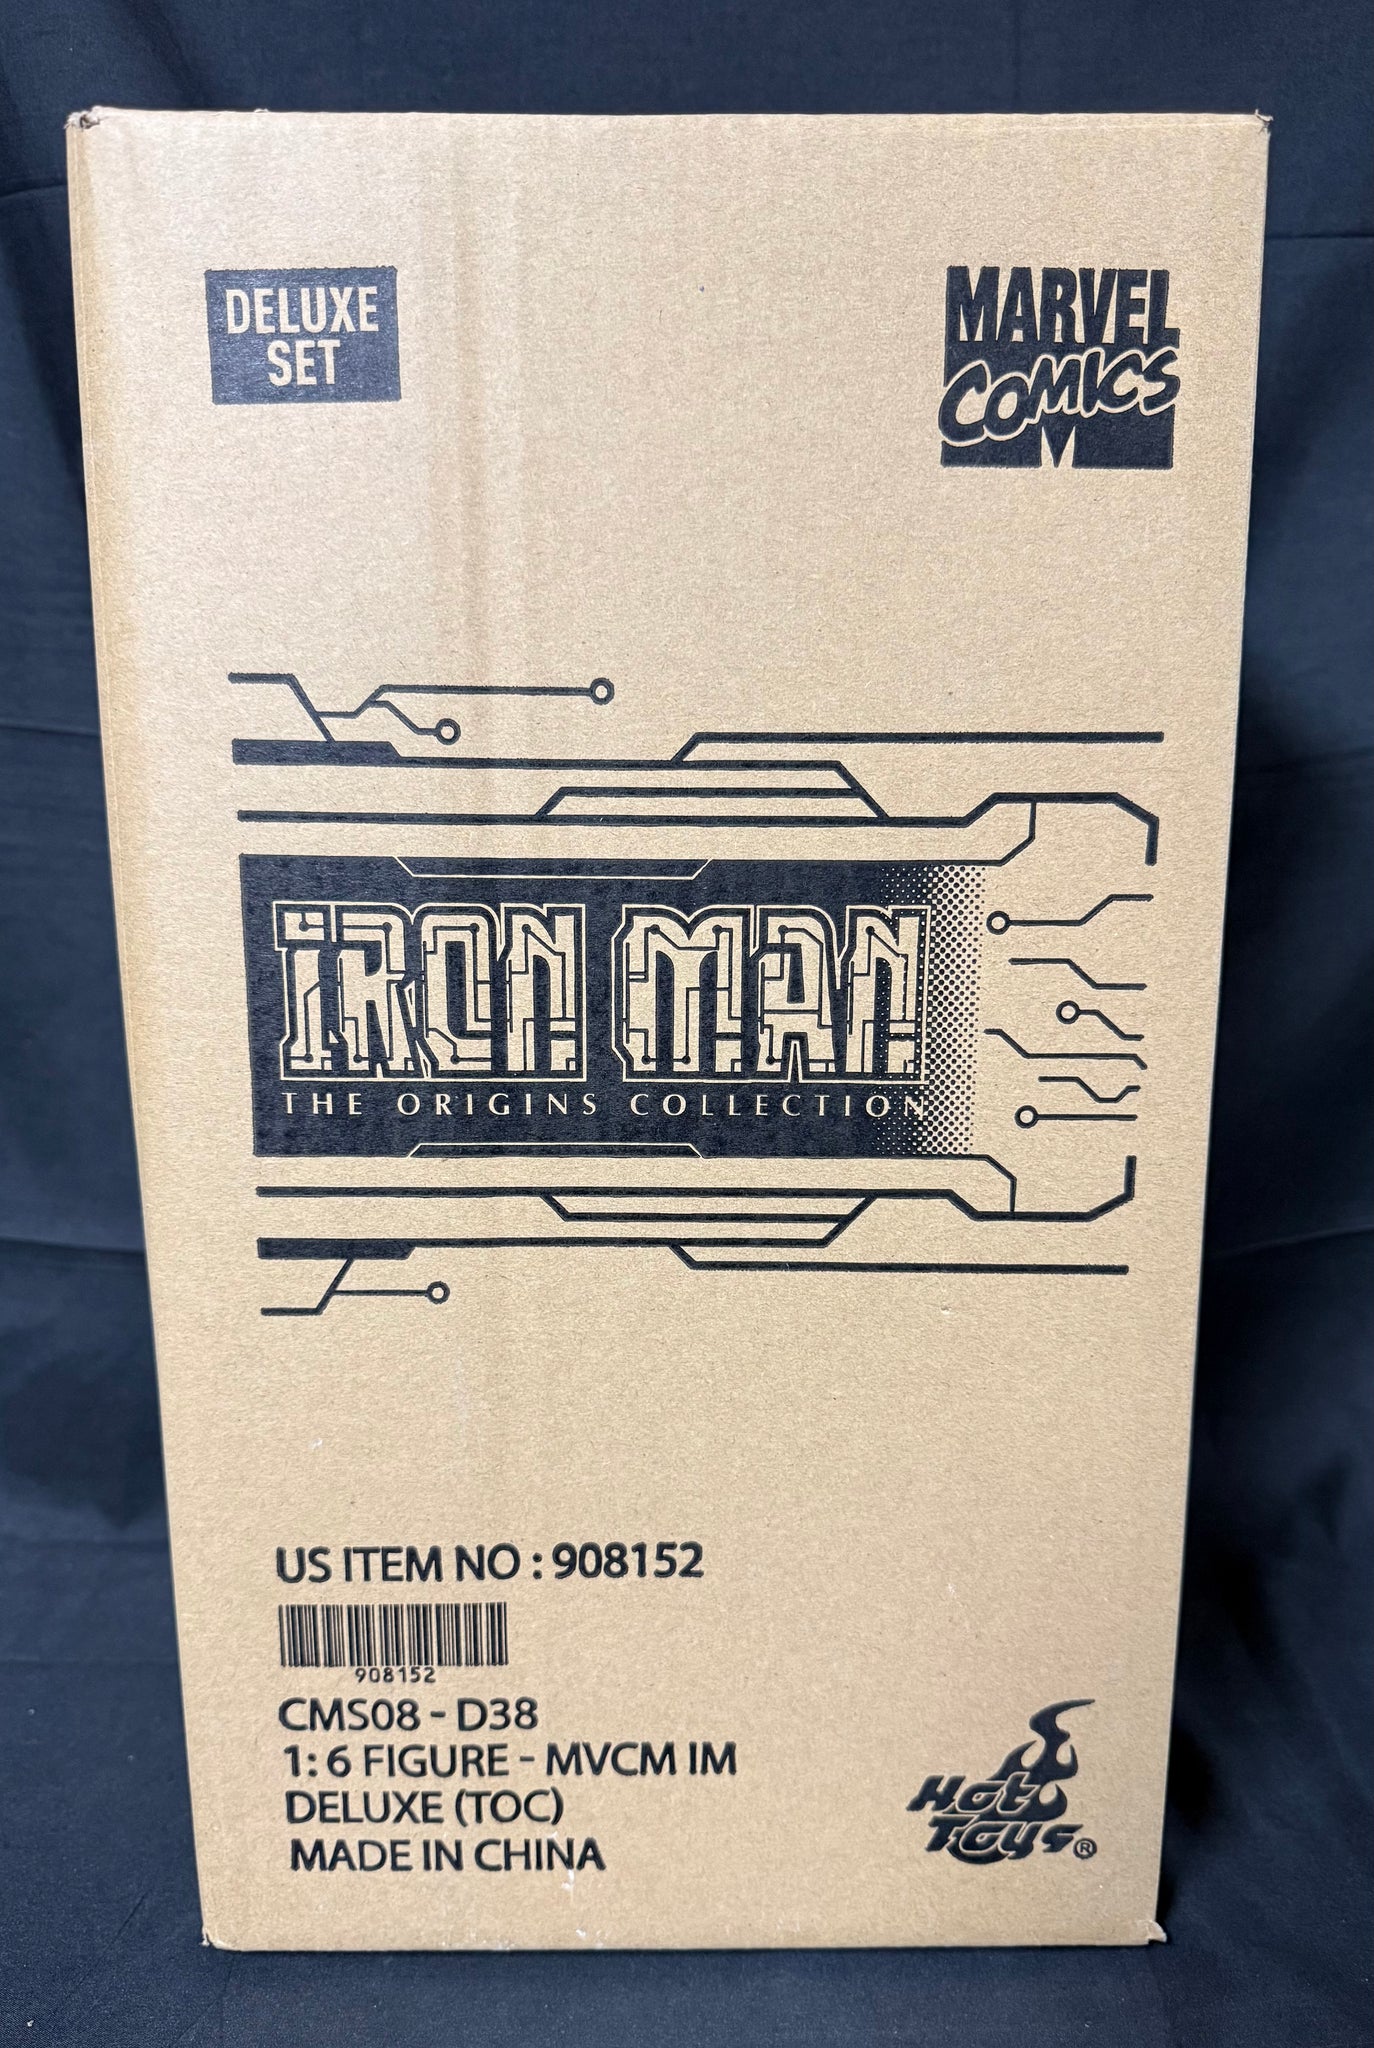 DELUXE
SET
MARVEL
COMICS
M
IRON MAN
THE ORIGINS COLLECTION
US ITEM NO : 908152
908152
CMS08 - D38
1 : 6 FIGURE - MVCM IM
DELUXE (TOC)
MADE IN CHINA
Hot
Toys®